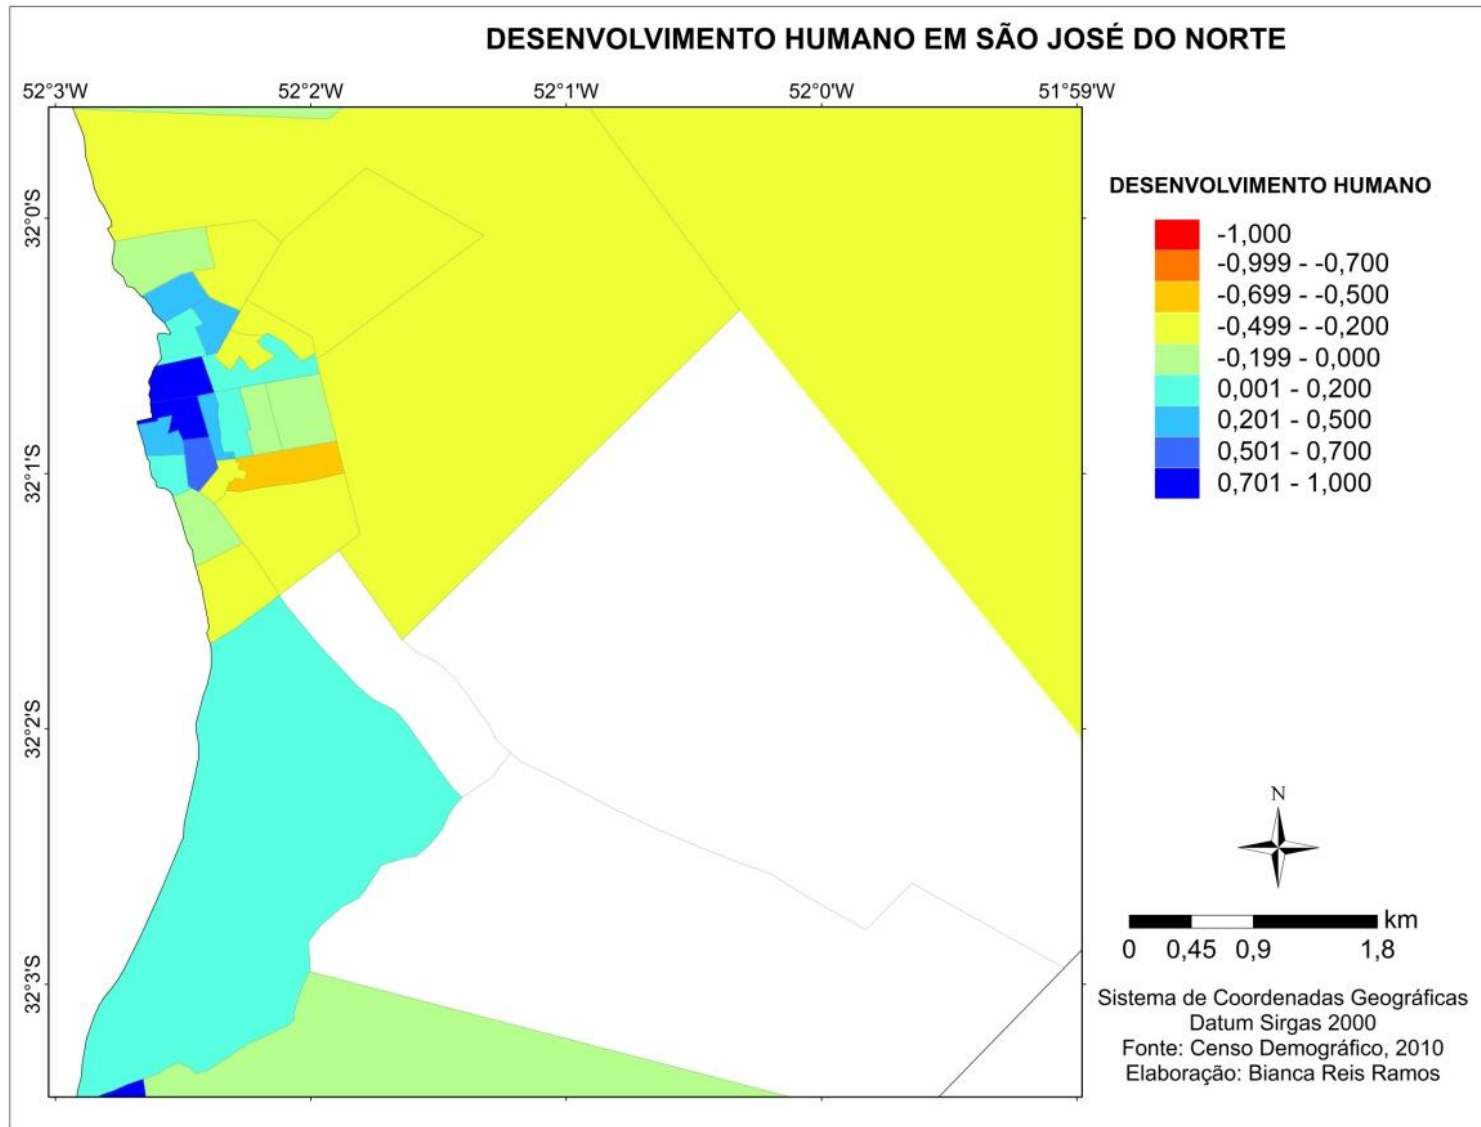 DESENVOLVIMENTO HUMANO EM SÃO JOSÉ DO NORTE
52°3'W 52°2'W 52°1'W 52°0'W 51°59'W
32°0'S
32°1'S
32°2'S
32°3'S
DESENVOLVIMENTO HUMANO
-1,000
-0,999 - -0,700
-0,699 - -0,500
-0,499 - -0,200
-0,199 - 0,000
0,001 - 0,200
0,201 - 0,500
0,501 - 0,700
0,701 - 1,000
N
km
0 0,45 0,9 1,8
Sistema de Coordenadas Geográficas
Datum Sirgas 2000
Fonte: Censo Demográfico, 2010
Elaboração: Bianca Reis Ramos